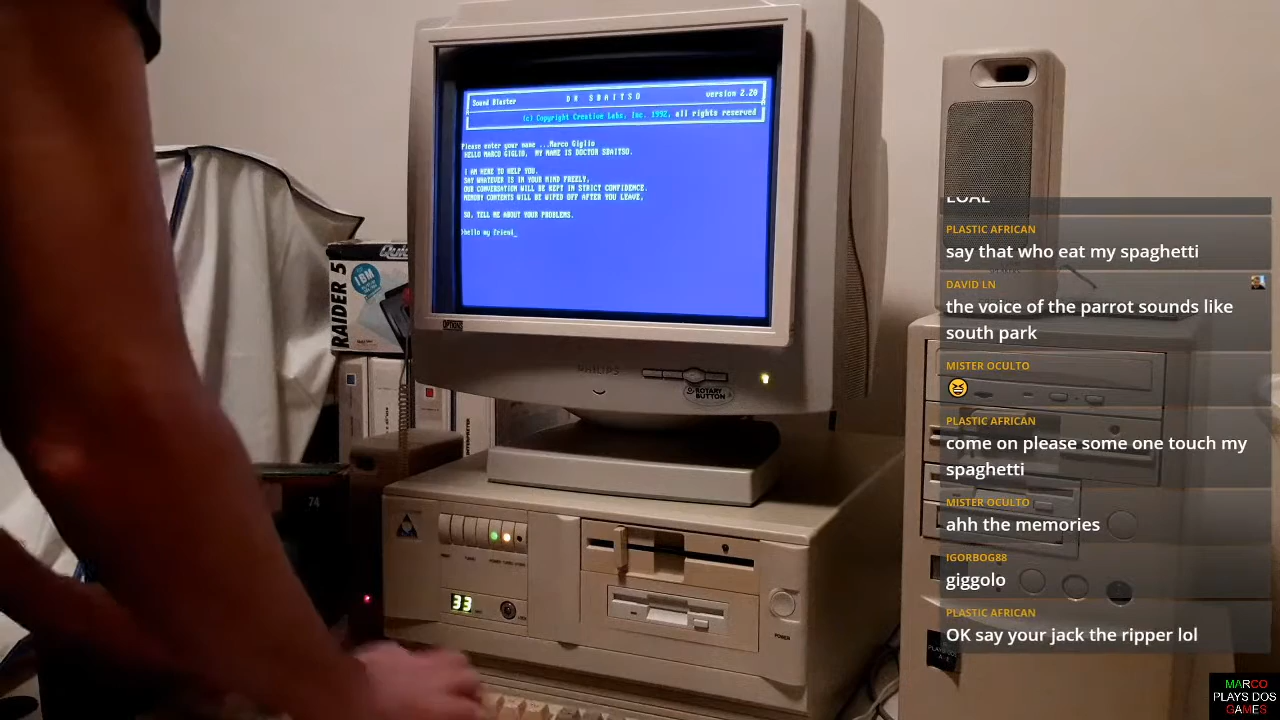 Sound Blaster DR SBAITSO version 2.20
(c) Copyright Creative Labs, Inc. 1992, all rights reserved
Please enter your name ...Marco Giglio
HELLO MARCO GIGLIO, MY NAME IS DOCTOR SBAITSO.
I AM HERE TO HELP YOU.
SAY WHATEVER IS IN YOUR MIND FREELY,
OUR CONVERSATION WILL BE KEPT IN STRICT CONFIDENCE.
MEMORY CONTENTS WILL BE WIPED OFF AFTER YOU LEAVE,
SO, TELL ME ABOUT YOUR PROBLEMS.
>hello my friend_
RAIDER 5
IBM
PHILIPS
ROTARY
BUTTON
74
33
POWER
PLASTIC AFRICAN
say that who eat my spaghetti
DAVID LN
the voice of the parrot sounds like
south park
MISTER OCULTO
😆
PLASTIC AFRICAN
come on please some one touch my
spaghetti
MISTER OCULTO
ahh the memories
IGORBOG88
giggolo
PLASTIC AFRICAN
OK say your jack the ripper lol
MARCO
PLAYS DOS
GAMES